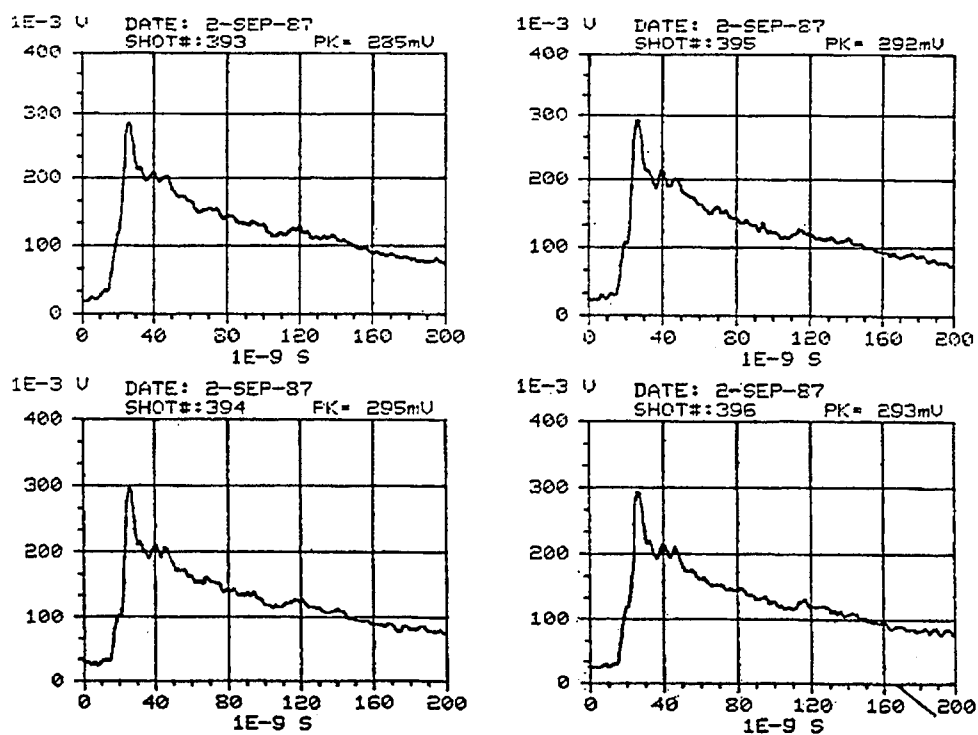 1E-3 V DATE: 2-SEP-87
SHOT#:393 PK= 285mV
400
300
200
100
0
0 40 80 120 160 200
1E-9 S
1E-3 V DATE: 2-SEP-87
SHOT#:395 PK= 292mV
400
300
200
100
0
0 40 80 120 160 200
1E-9 S
1E-3 V DATE: 2-SEP-87
SHOT#:394 PK= 295mV
400
300
200
100
0
0 40 80 120 160 200
1E-9 S
1E-3 V DATE: 2-SEP-87
SHOT#:396 PK= 293mV
400
300
200
100
0
0 40 80 120 160 200
1E-9 S